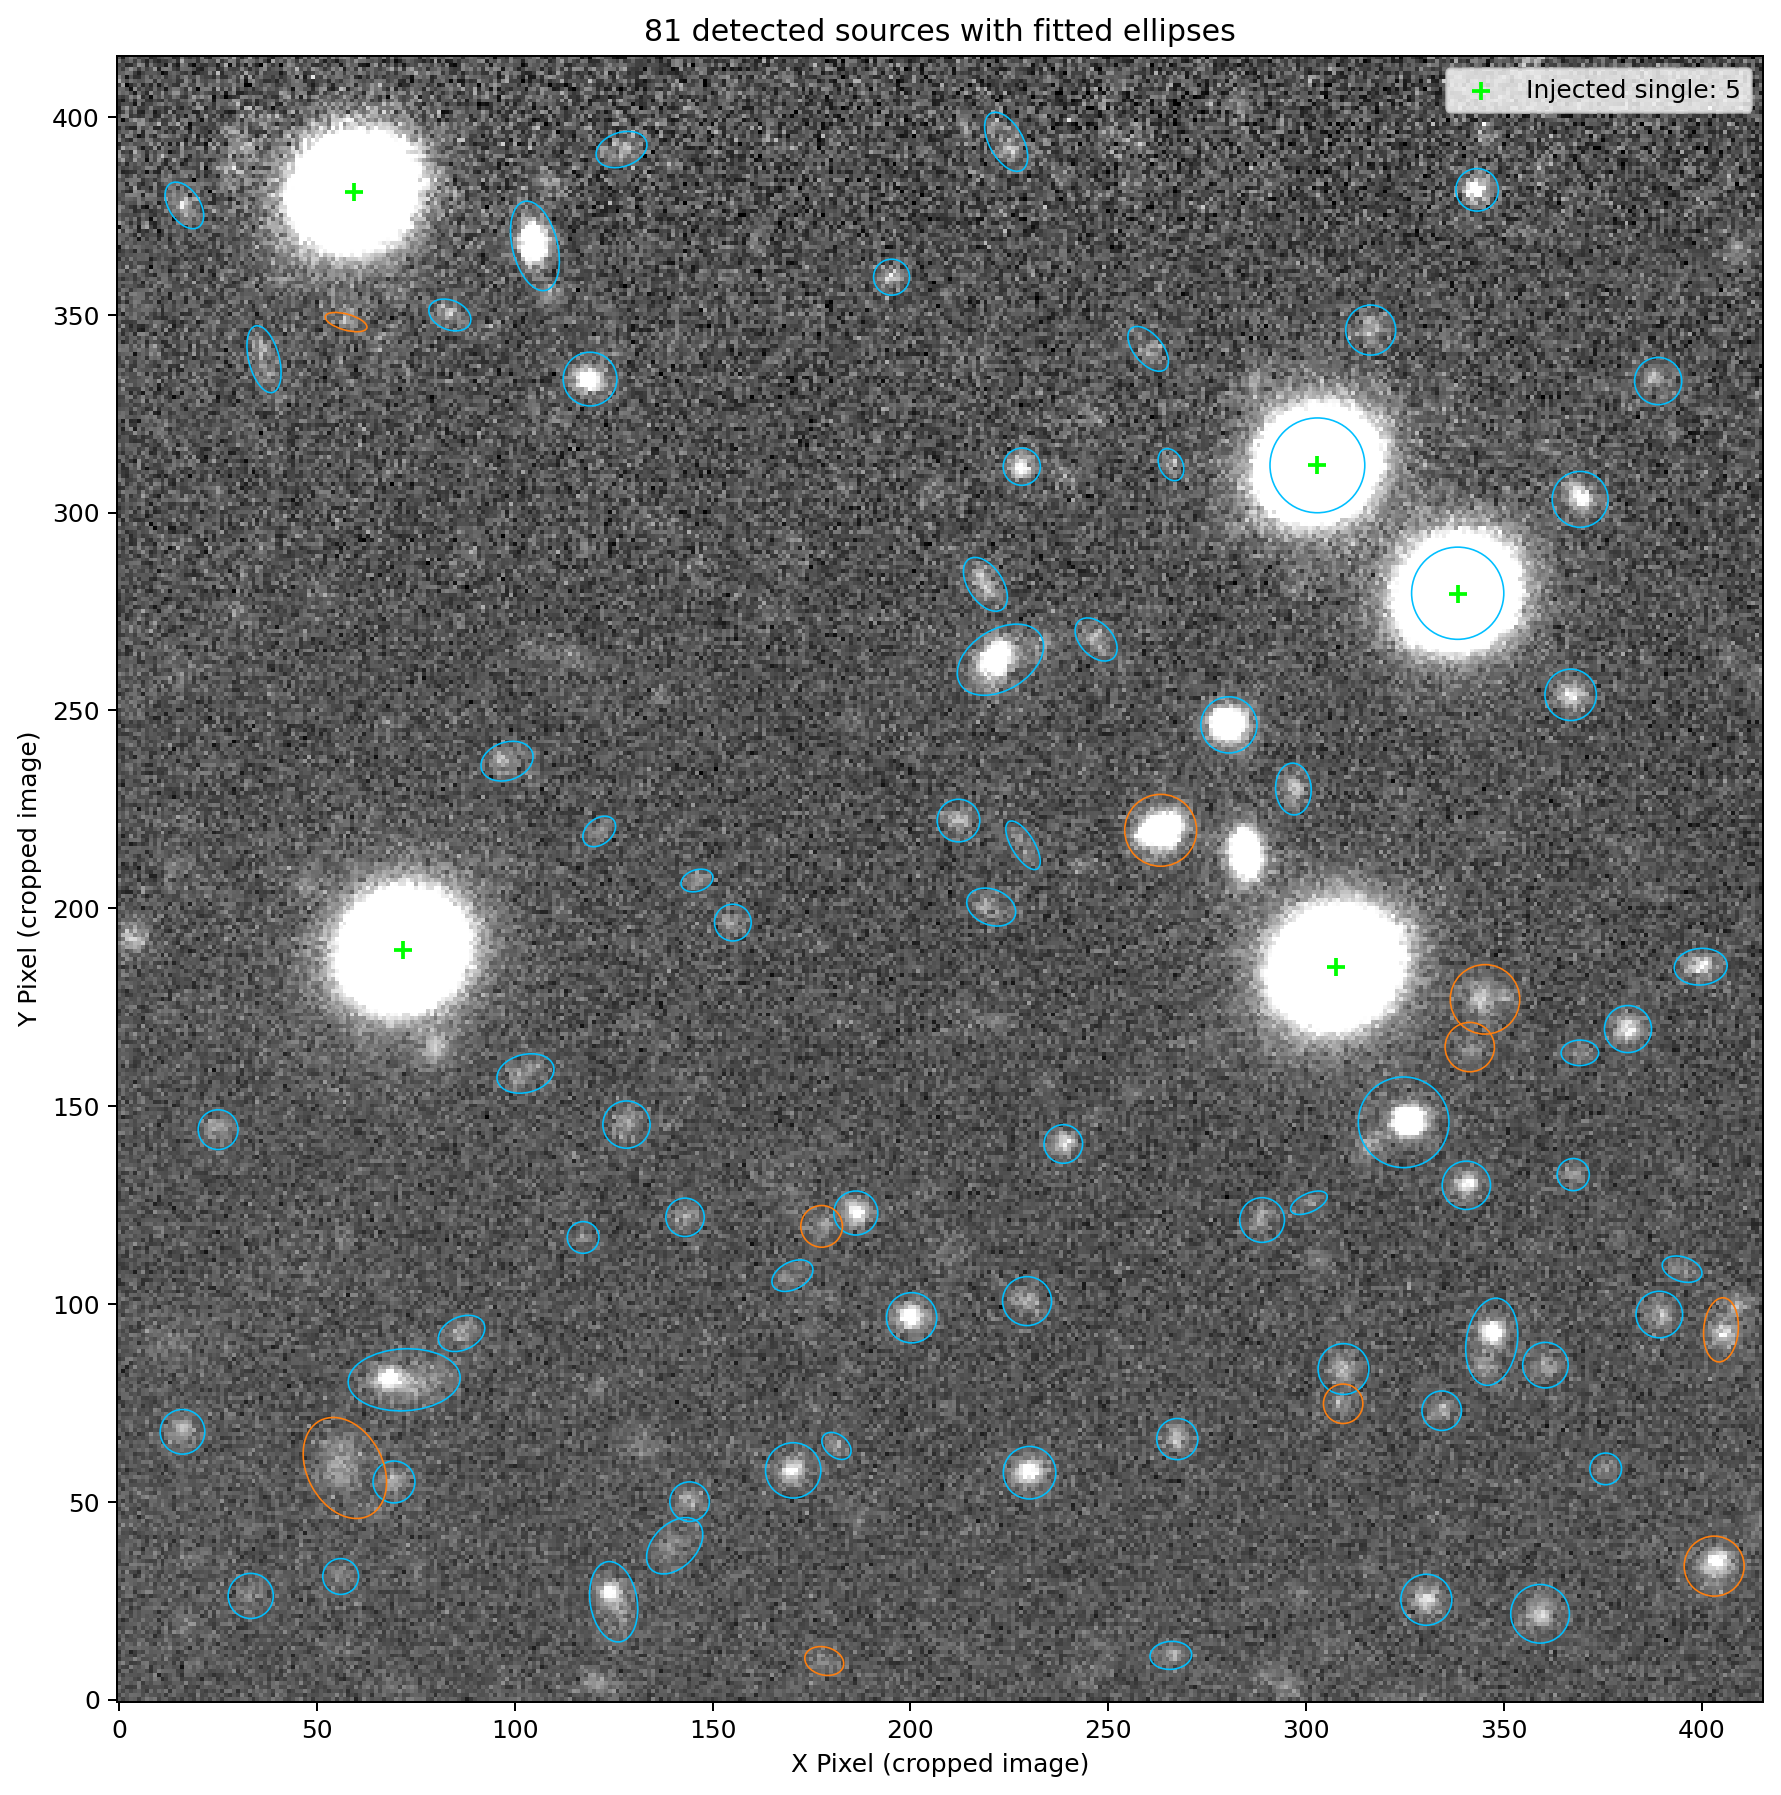 81 detected sources with fitted ellipses
Injected single: 5
400
350
300
250
200
150
100
50
0
Y Pixel (cropped image)
0 50 100 150 200 250 300 350 400
X Pixel (cropped image)